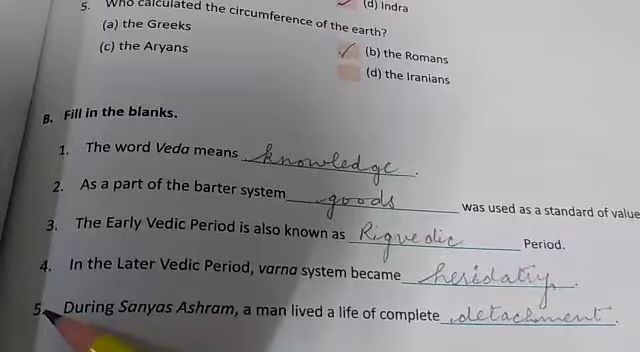 (d) Indra
5. Who calculated the circumference of the earth?
(a) the Greeks
(b) the Romans
(c) the Aryans
(d) the Iranians
B. Fill in the blanks.
1. The word Veda means knowledge.
2. As a part of the barter system goods was used as a standard of value
3. The Early Vedic Period is also known as Rigvedic Period.
4. In the Later Vedic Period, varna system became heridatiy.
5. During Sanyas Ashram, a man lived a life of complete detachment.